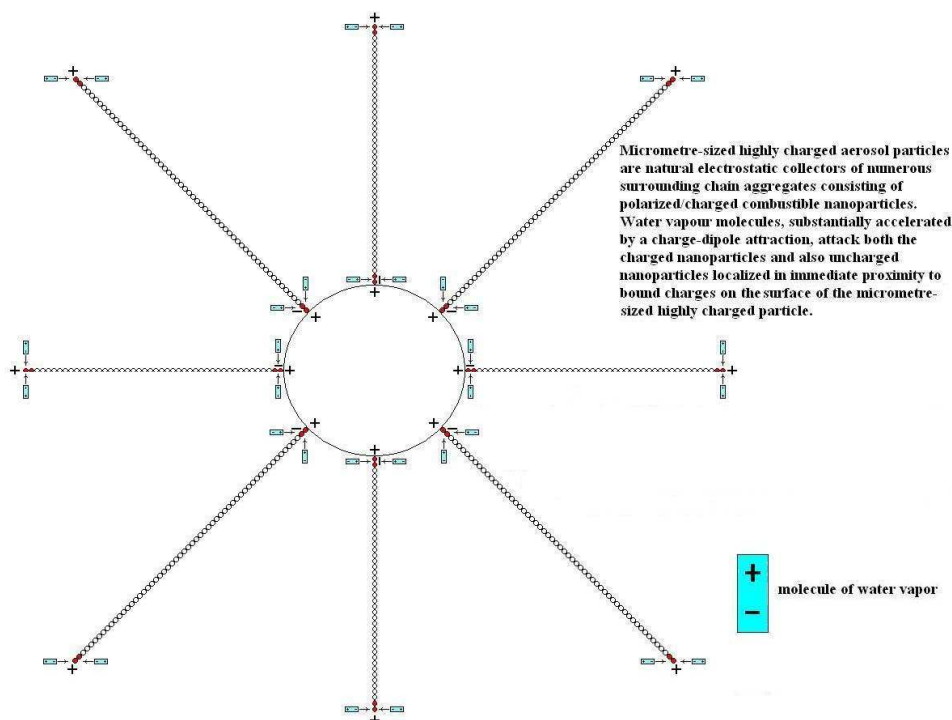 Micrometre-sized highly charged aerosol particles
are natural electrostatic collectors of numerous
surrounding chain aggregates consisting of
polarized/charged combustible nanoparticles.
Water vapour molecules, substantially accelerated
by a charge-dipole attraction, attack both the
charged nanoparticles and also uncharged
nanoparticles localized in immediate proximity to
bound charges on the surface of the micrometre-
sized highly charged particle.
molecule of water vapor